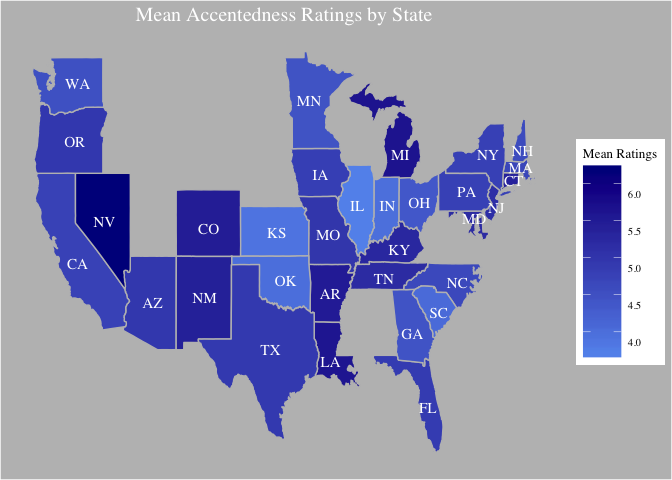 Mean Accentedness Ratings by State
WA
MN
OR
MI
NY
NH
MA
CT
IA
PA
NJ
OH
IL
IN
MD
NV
CO
KS
MO
KY
CA
OK
TN
NC
AZ
NM
AR
SC
GA
TX
LA
FL
Mean Ratings
6.0
5.5
5.0
4.5
4.0